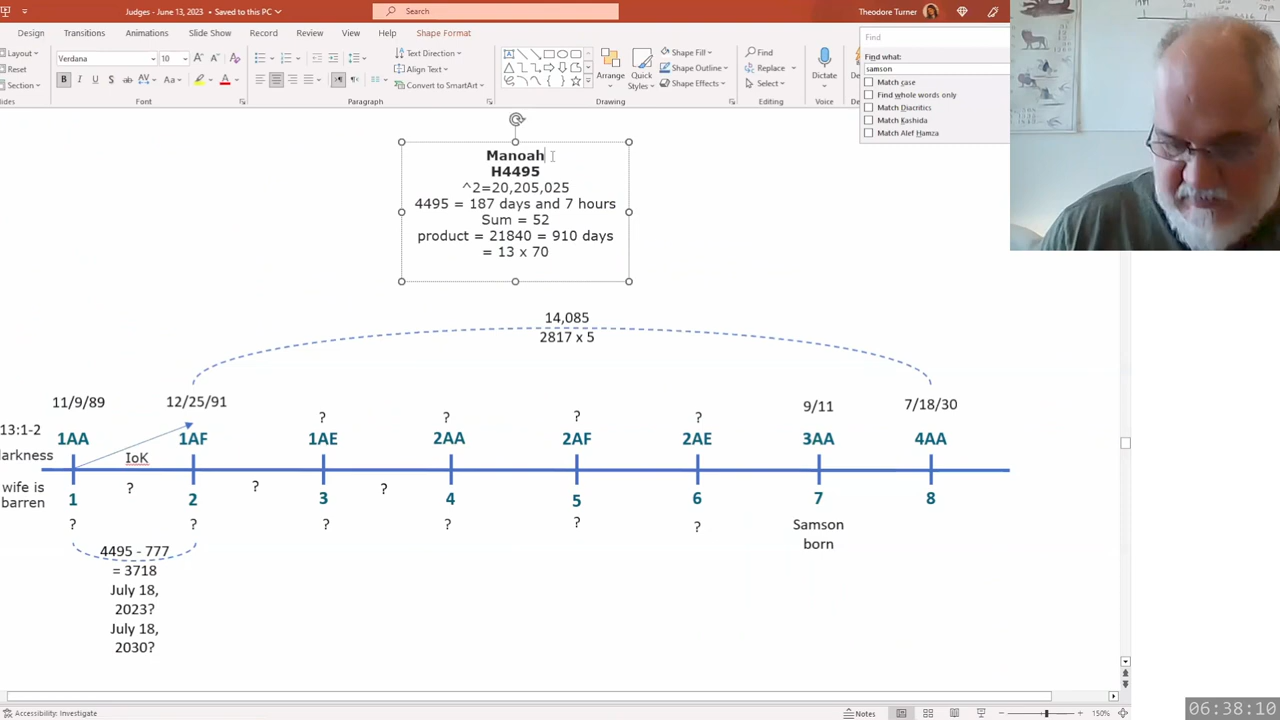 Judges - June 13, 2023 • Saved to this PC
Search
Theodore Turner
Design Transitions Animations Slide Show Record Review View Help Shape Format
Layout
Reset
Section
Verdana 10
Font
Text Direction
Align Text
Convert to SmartArt
Paragraph
Arrange
Quick
Styles
Shape Fill
Shape Outline
Shape Effects
Drawing
Find
Replace
Select
Editing
Dictate
Voice
Find
Find what:
samson
Match case
Find whole words only
Match Diacritics
Match Kashida
Match Alef Hamza
Manoah
H4495
^2=20,205,025
4495 = 187 days and 7 hours
Sum = 52
product = 21840 = 910 days
= 13 x 70
14,085
2817 x 5
11/9/89 12/25/91 ? ? ? ? 9/11 7/18/30
13:1-2
1AA 1AF 1AE 2AA 2AF 2AE 3AA 4AA
darkness
IoK
wife is
barren
? ? ?
1 2 3 4 5 6 7 8
? ? ? ? ? ?
Samson
born
4495 - 777
= 3718
July 18,
2023?
July 18,
2030?
Accessibility: Investigate
Notes
150%
06:38:10